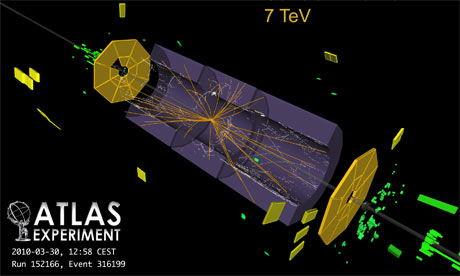 7 TeV
ATLAS
EXPERIMENT
2010-03-30, 12:58 CEST
Run 152166, Event 316199